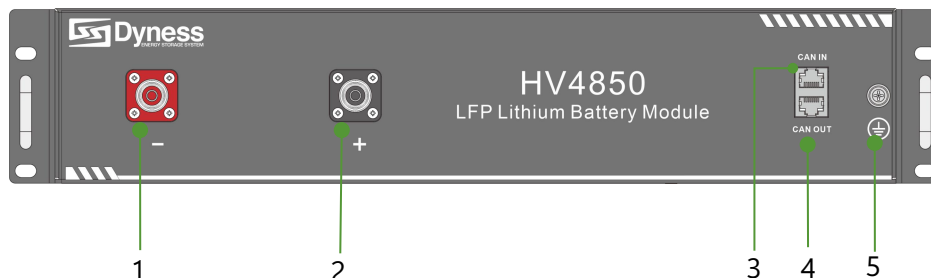 Dyness
ENERGY STORAGE SYSTEM
CAN IN
HV4850
LFP Lithium Battery Module
CAN OUT
−
+
1
2
3
4
5